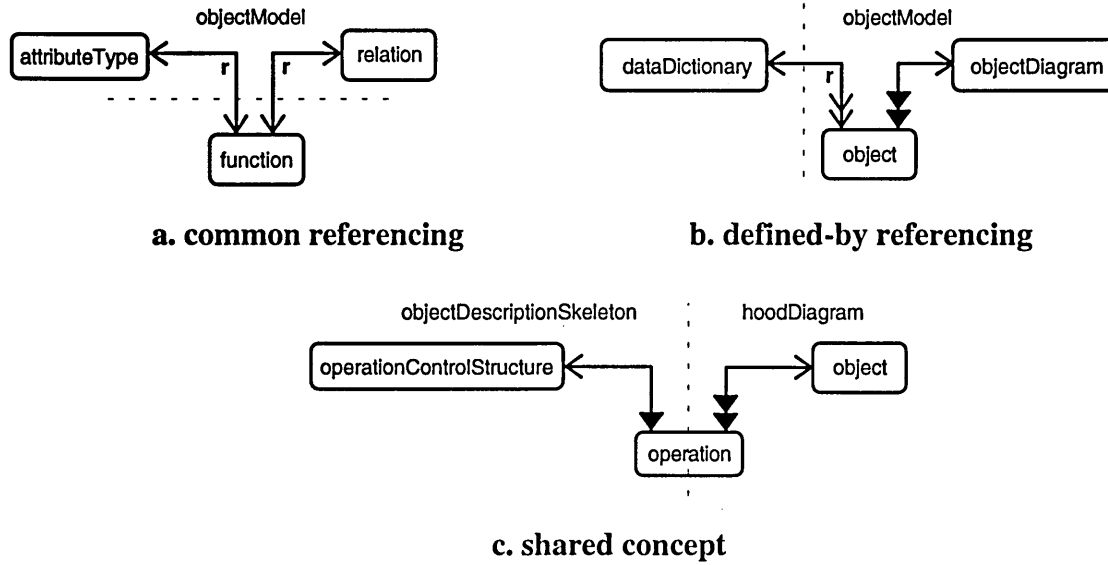 objectModel
attributeType
relation
r
r
function
a. common referencing
objectModel
dataDictionary
objectDiagram
r
object
b. defined-by referencing
objectDescriptionSkeleton
hoodDiagram
operationControlStructure
object
operation
c. shared concept